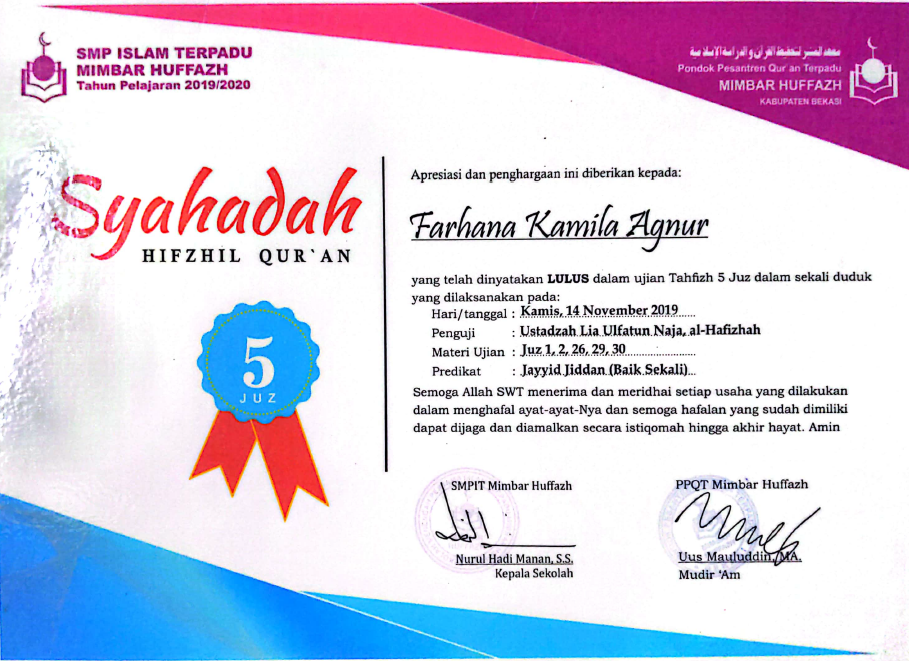 SMP ISLAM TERPADU
MIMBAR HUFFAZH
Tahun Pelajaran 2019/2020
Pondok Pesantren Qur`an Terpadu
MIMBAR HUFFAZH
KABUPATEN BEKASI
Syahadah
HIFZHIL QUR`AN
5
JUZ
Apresiasi dan penghargaan ini diberikan kepada:
Farhana Kamila Agnur
yang telah dinyatakan LULUS dalam ujian Tahfizh 5 Juz dalam sekali duduk
yang dilaksanakan pada:
Hari/tanggal : Kamis, 14 November 2019
Penguji : Ustadzah Lia Ulfatun Naja, al-Hafizhah
Materi Ujian : Juz 1, 2, 26, 29, 30
Predikat : Jayyid Jiddan (Baik Sekali)
Semoga Allah SWT menerima dan meridhai setiap usaha yang dilakukan
dalam menghafal ayat-ayat-Nya dan semoga hafalan yang sudah dimiliki
dapat dijaga dan diamalkan secara istiqomah hingga akhir hayat. Amin
SMPIT Mimbar Huffazh
Nurul Hadi Manan, S.S.
Kepala Sekolah
PPQT Mimbar Huffazh
Uus Mauluddin, MA.
Mudir 'Am